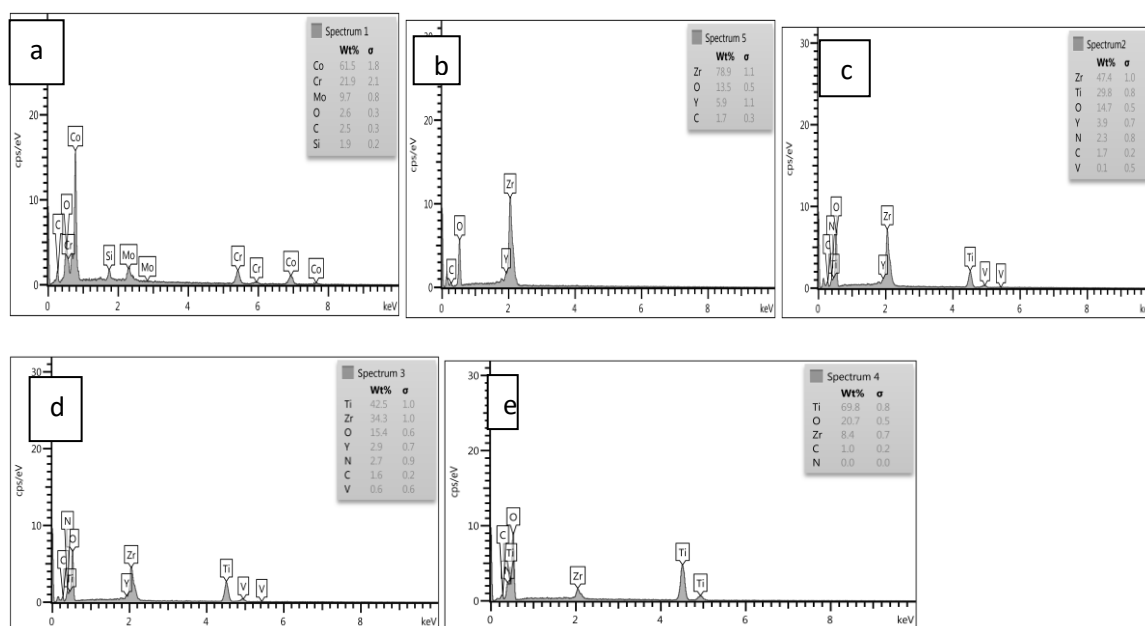 a
Spectrum 1
Wt% σ
Co 61.5 1.8
Cr 21.9 2.1
Mo 9.7 0.8
O 2.6 0.3
C 2.5 0.3
Si 1.9 0.2
cps/eV
20
10
0
Co
O
C
Cr
Si
Mo
Mo
Cr
Cr
Co
Co
0 2 4 6 8 keV
b
Spectrum 5
Wt% σ
Zr 78.9 1.1
O 13.5 0.5
Y 5.9 1.1
C 1.7 0.3
cps/eV
20
10
0
Zr
O
Y
C
0 2 4 6 8 keV
c
Spectrum2
Wt% σ
Zr 47.4 1.0
Ti 29.8 0.8
O 14.7 0.5
Y 3.9 0.7
N 2.3 0.8
C 1.7 0.2
V 0.1 0.5
cps/eV
30
20
10
0
O
N
C
Ti
Zr
Y
Ti
V
V
0 2 4 6 8 keV
d
Spectrum 3
Wt% σ
Ti 42.5 1.0
Zr 34.3 1.0
O 15.4 0.6
Y 2.9 0.7
N 2.7 0.9
C 1.6 0.2
V 0.6 0.6
cps/eV
30
20
10
0
N
O
C
Ti
Zr
Y
Ti
V
V
0 2 4 6 8 keV
e
Spectrum 4
Wt% σ
Ti 69.8 0.8
O 20.7 0.5
Zr 8.4 0.7
C 1.0 0.2
N 0.0 0.0
cps/eV
30
20
10
0
O
C
Ti
Zr
Ti
Ti
0 2 4 6 8 keV